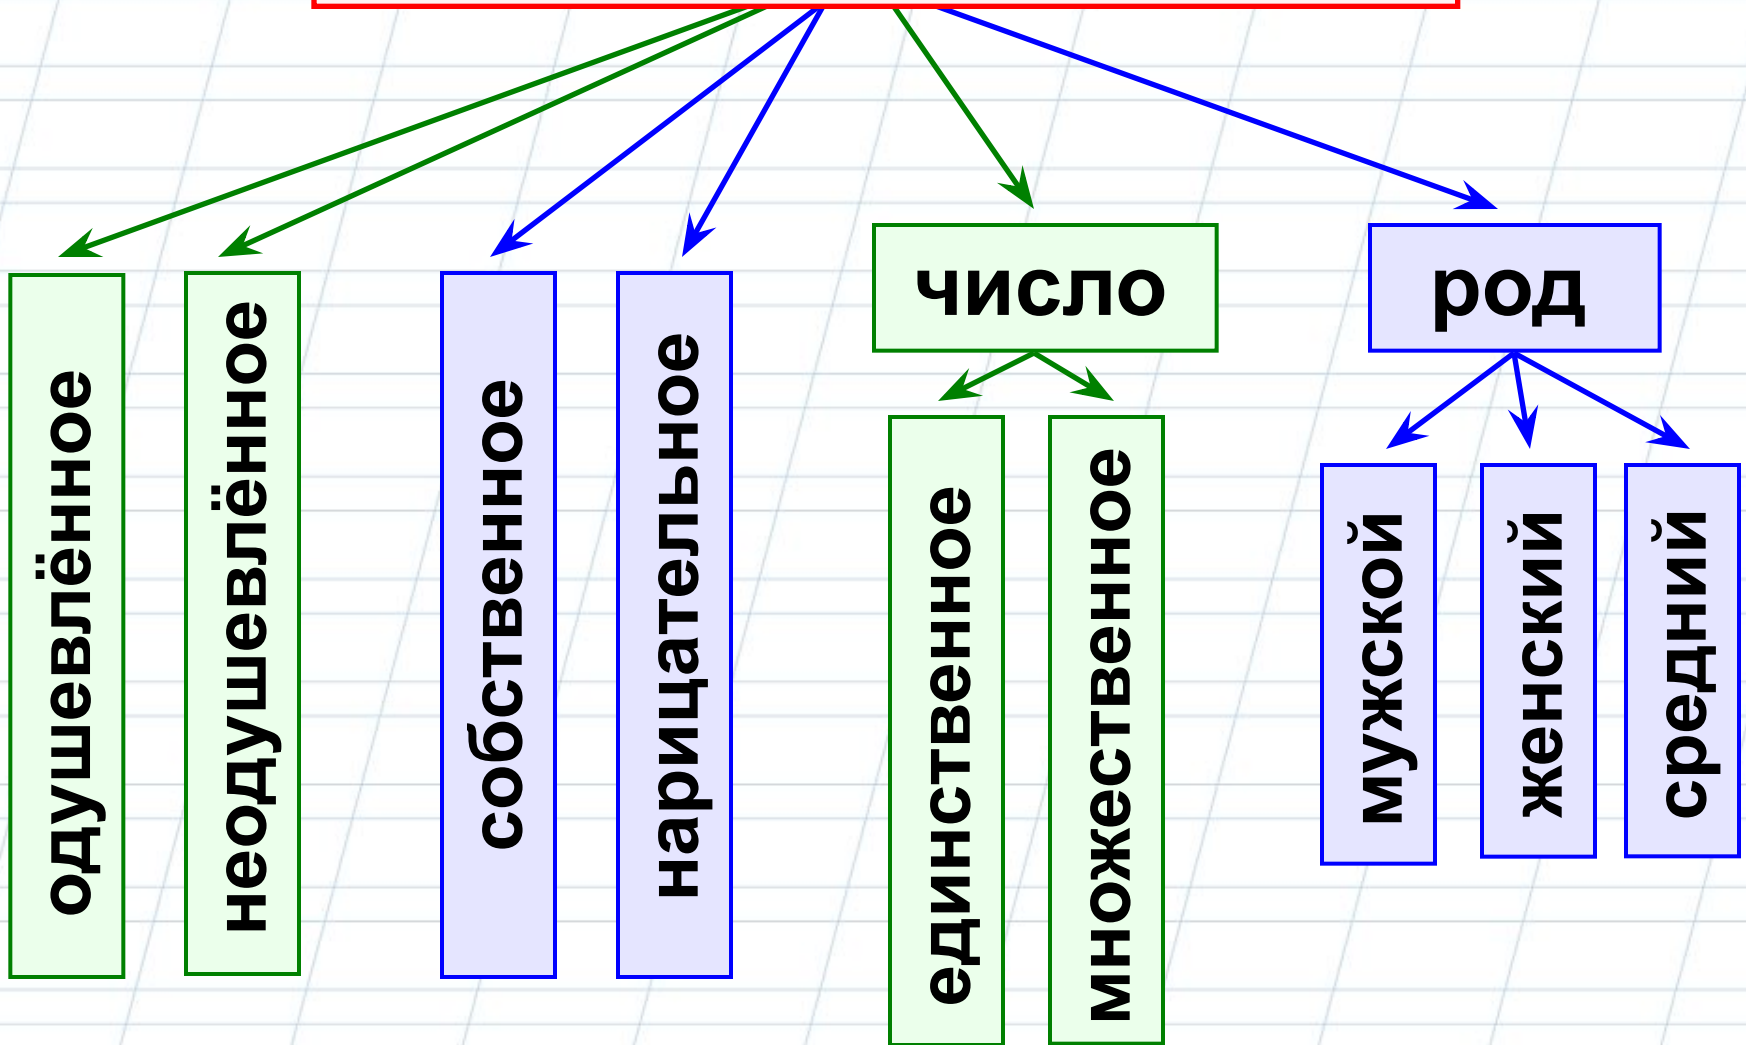 число
род
одушевлённое
неодушевлённое
собственное
нарицательное
единственное
множественное
мужской
женский
средний